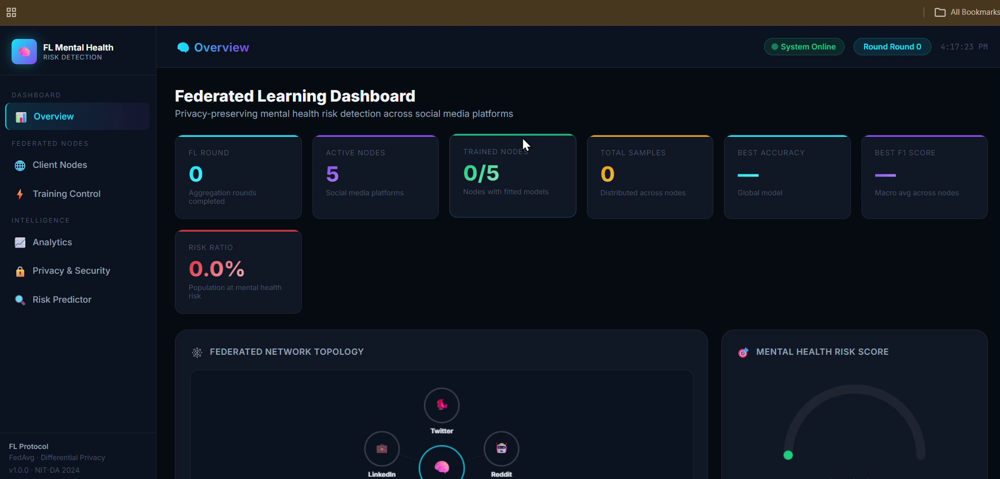 All Bookmarks
FL Mental Health
RISK DETECTION
Overview
System Online
Round Round 0
4:17:23 PM
DASHBOARD
Overview
FEDERATED NODES
Client Nodes
Training Control
INTELLIGENCE
Analytics
Privacy & Security
Risk Predictor
FL Protocol
FedAvg · Differential Privacy
v1.0.0 · NIT-DA 2024
Federated Learning Dashboard
Privacy-preserving mental health risk detection across social media platforms
FL ROUND
0
Aggregation rounds
completed
ACTIVE NODES
5
Social media platforms
TRAINED NODES
0/5
Nodes with fitted models
TOTAL SAMPLES
0
Distributed across nodes
BEST ACCURACY
—
Global model
BEST F1 SCORE
—
Macro avg across nodes
RISK RATIO
0.0%
Population at mental health
risk
FEDERATED NETWORK TOPOLOGY
Twitter
LinkedIn
Reddit
MENTAL HEALTH RISK SCORE